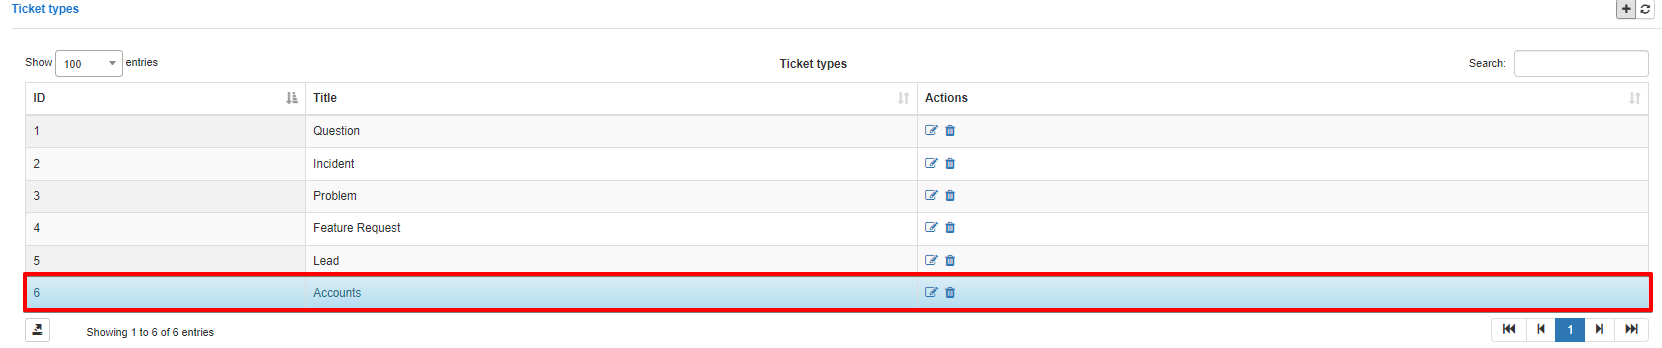 Ticket types
Show 100 entries
Ticket types
Search:
ID Title Actions
1 Question
2 Incident
3 Problem
4 Feature Request
5 Lead
6 Accounts
Showing 1 to 6 of 6 entries
1